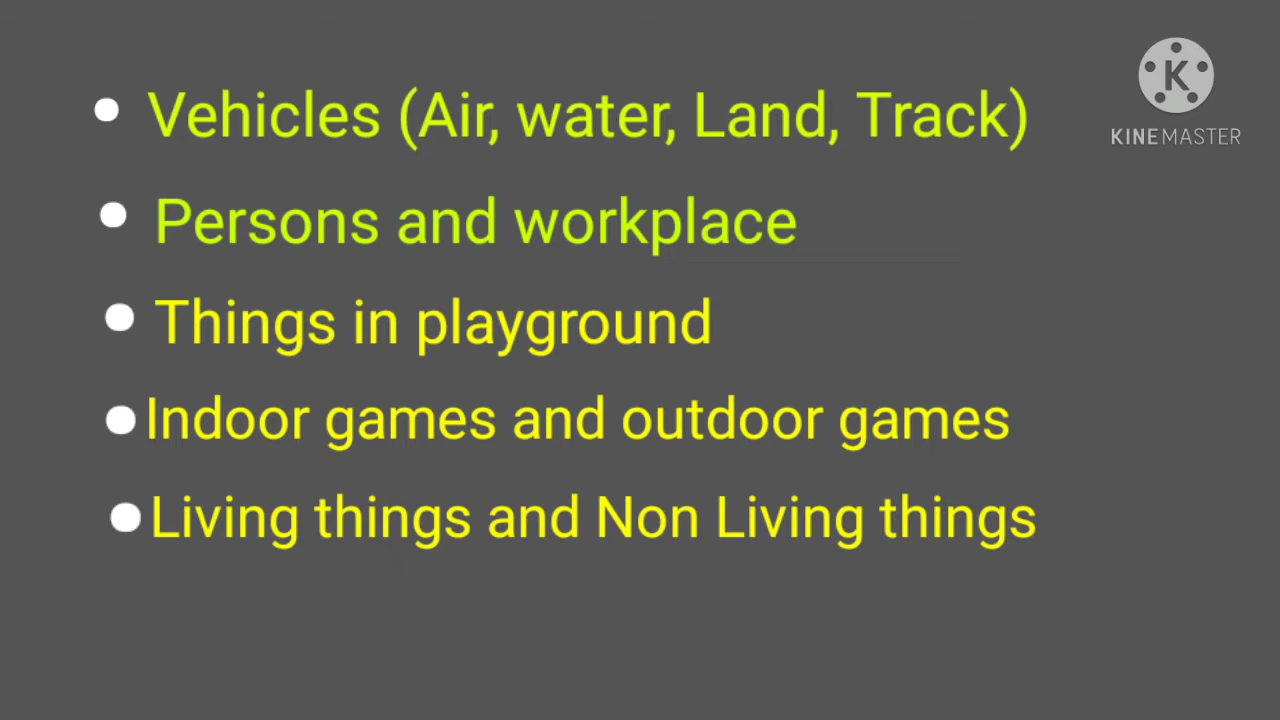 Vehicles (Air, water, Land, Track)
KINEMASTER
Persons and workplace
Things in playground
Indoor games and outdoor games
Living things and Non Living things